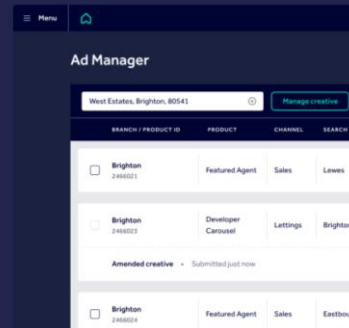 Menu
Ad Manager
West Estates, Brighton, 80541
Manage creative
BRANCH / PRODUCT ID PRODUCT CHANNEL SEARCH
Brighton
2466021
Featured Agent Sales Lewes
Brighton
2466023
Developer
Carousel
Lettings Brighto
Amended creative • Submitted just now
Brighton
2466024
Featured Agent Sales Eastbou